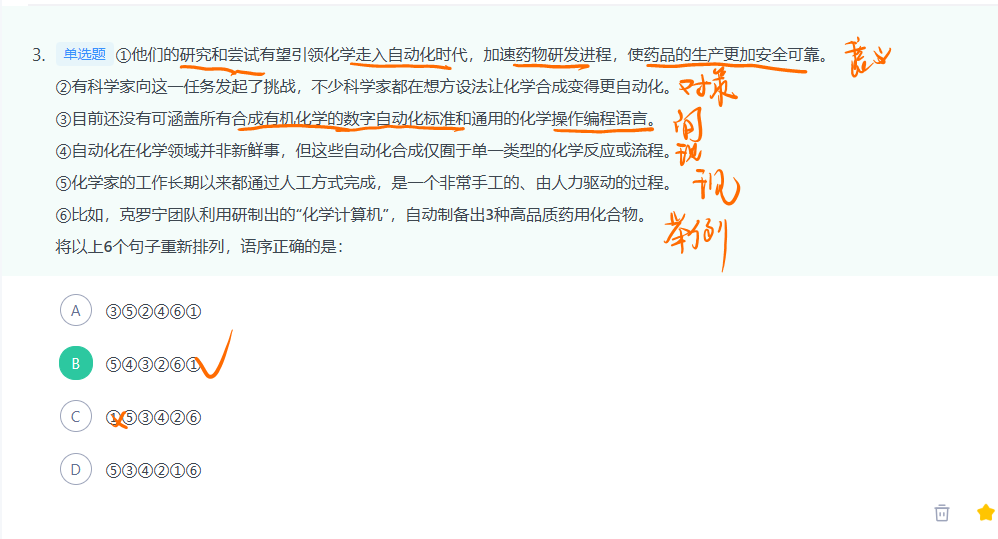 3. 单选题 ①他们的研究和尝试有望引领化学走入自动化时代，加速药物研发进程，使药品的生产更加安全可靠。 意义
②有科学家向这一任务发起了挑战，不少科学家都在想方设法让化学合成变得更自动化。 对策
③目前还没有可涵盖所有合成有机化学的数字自动化标准和通用的化学操作编程语言。 问
④自动化在化学领域并非新鲜事，但这些自动化合成仅囿于单一类型的化学反应或流程。 现
⑤化学家的工作长期以来都通过人工方式完成，是一个非常手工的、由人力驱动的过程。 现
⑥比如，克罗宁团队利用研制出的“化学计算机”，自动制备出3种高品质药用化合物。 举例
将以上6个句子重新排列，语序正确的是：
A ③⑤②④⑥①
B ⑤④③②⑥①
C ①⑤③④②⑥
D ⑤③④②①⑥